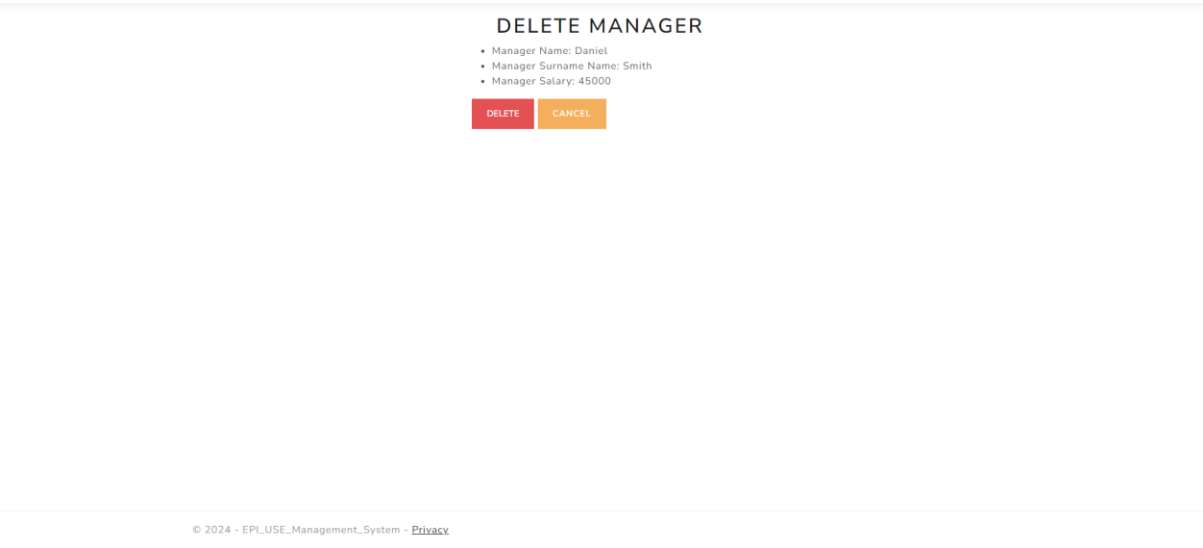 DELETE MANAGER
• Manager Name: Daniel
• Manager Surname Name: Smith
• Manager Salary: 45000
DELETE CANCEL
© 2024 - EPI_USE_Management_System - Privacy